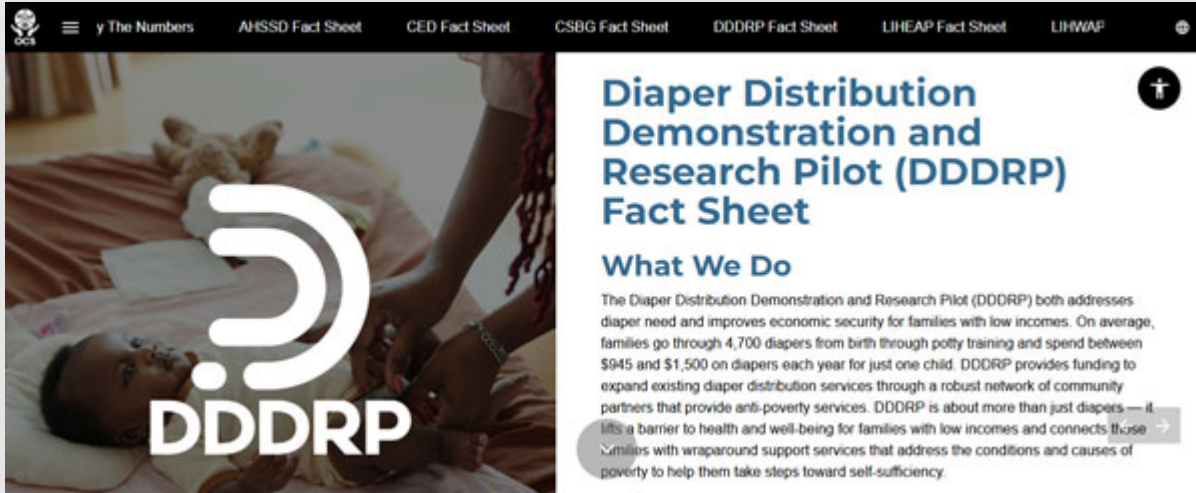 OCS
y The Numbers AHSSD Fact Sheet CED Fact Sheet CSBG Fact Sheet DDDRP Fact Sheet LIHEAP Fact Sheet LIHWAP
Diaper Distribution
Demonstration and
Research Pilot (DDDRP)
Fact Sheet
What We Do
The Diaper Distribution Demonstration and Research Pilot (DDDRP) both addresses
diaper need and improves economic security for families with low incomes. On average,
families go through 4,700 diapers from birth through potty training and spend between
$945 and $1,500 on diapers each year for just one child. DDDRP provides funding to
expand existing diaper distribution services through a robust network of community
partners that provide anti-poverty services. DDDRP is about more than just diapers — it
lifts a barrier to health and well-being for families with low incomes and connects those
families with wraparound support services that address the conditions and causes of
poverty to help them take steps toward self-sufficiency.
DDDRP